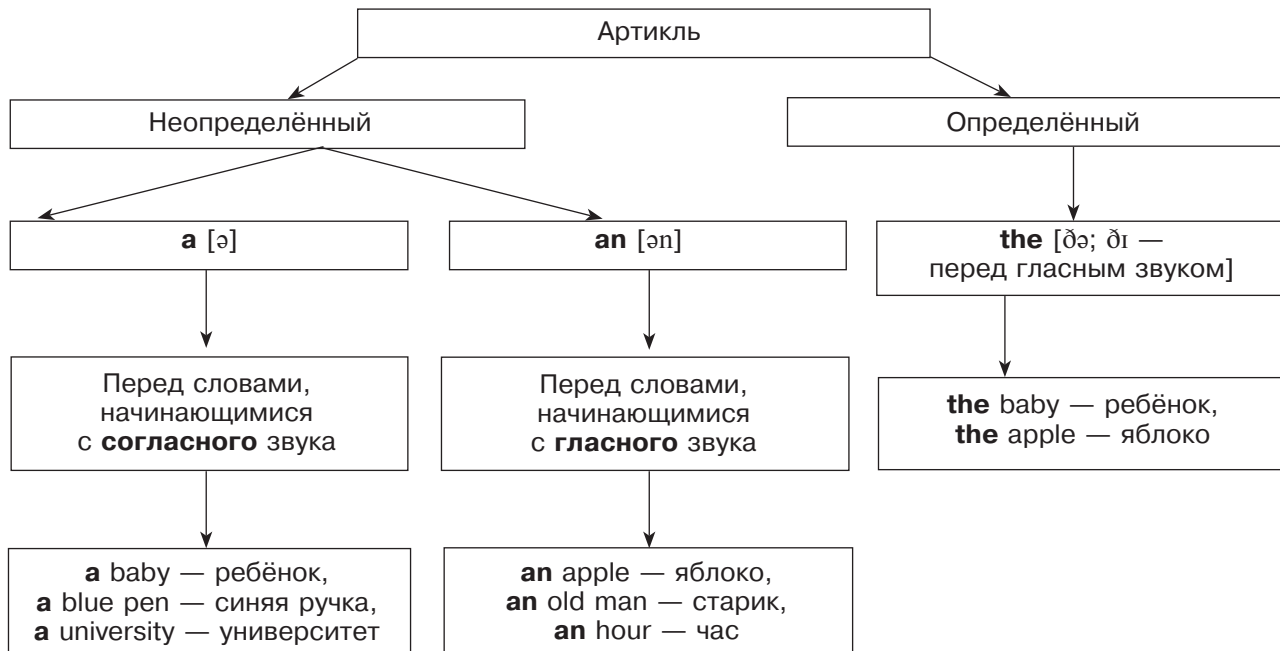 Артикль
Неопределённый
Определённый
a [ə]
an [ən]
the [ðə; ðɪ —
перед гласным звуком]
Перед словами,
начинающимися
с согласного звука
Перед словами,
начинающимися
с гласного звука
the baby — ребёнок,
the apple — яблоко
a baby — ребёнок,
a blue pen — синяя ручка,
a university — университет
an apple — яблоко,
an old man — старик,
an hour — час